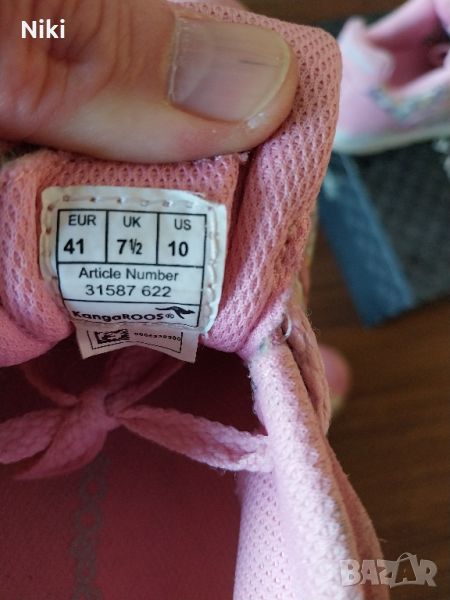 Niki
EUR UK US
41 7½ 10
Article Number
31587 622
KangaROOS®
BAZAR